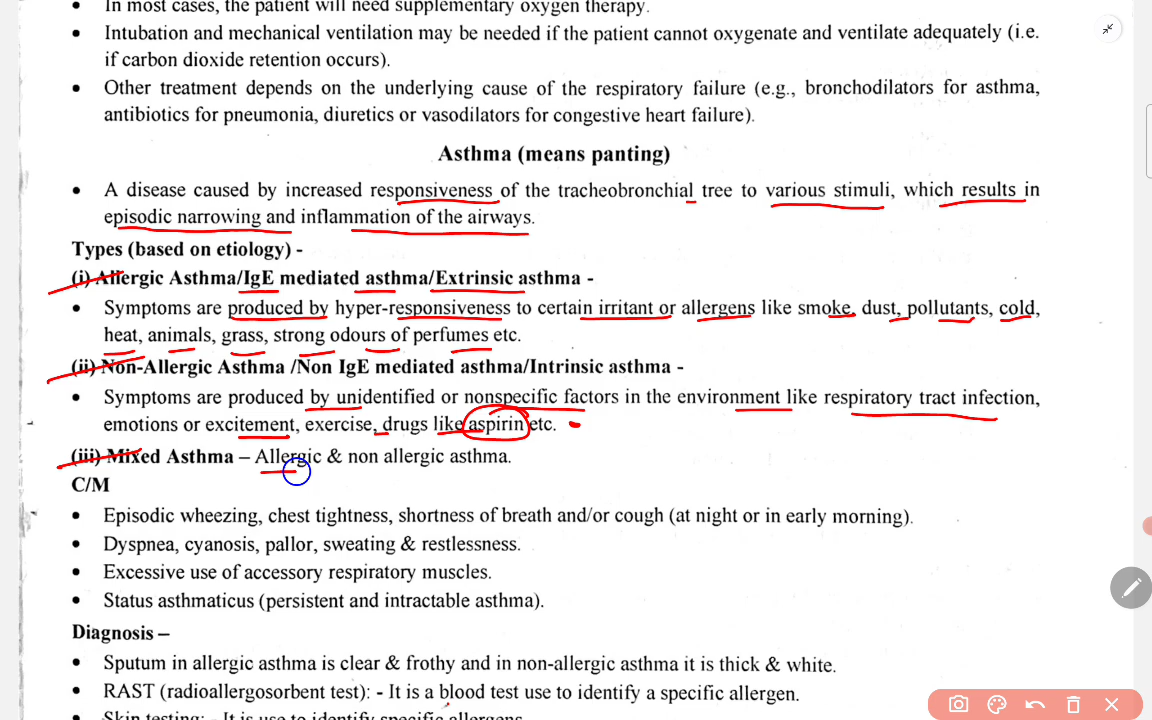 • In most cases, the patient will need supplementary oxygen therapy.
• Intubation and mechanical ventilation may be needed if the patient cannot oxygenate and ventilate adequately (i.e.
if carbon dioxide retention occurs).
• Other treatment depends on the underlying cause of the respiratory failure (e.g., bronchodilators for asthma,
antibiotics for pneumonia, diuretics or vasodilators for congestive heart failure).
Asthma (means panting)
• A disease caused by increased responsiveness of the tracheobronchial tree to various stimuli, which results in
episodic narrowing and inflammation of the airways.
Types (based on etiology) -
(i) Allergic Asthma/IgE mediated asthma/Extrinsic asthma -
• Symptoms are produced by hyper-responsiveness to certain irritant or allergens like smoke, dust, pollutants, cold,
heat, animals, grass, strong odours of perfumes etc.
(ii) Non-Allergic Asthma /Non IgE mediated asthma/Intrinsic asthma -
• Symptoms are produced by unidentified or nonspecific factors in the environment like respiratory tract infection,
emotions or excitement, exercise, drugs like aspirin etc.
(iii) Mixed Asthma – Allergic & non allergic asthma.
C/M
• Episodic wheezing, chest tightness, shortness of breath and/or cough (at night or in early morning).
• Dyspnea, cyanosis, pallor, sweating & restlessness.
• Excessive use of accessory respiratory muscles.
• Status asthmaticus (persistent and intractable asthma).
Diagnosis –
• Sputum in allergic asthma is clear & frothy and in non-allergic asthma it is thick & white.
• RAST (radioallergosorbent test): - It is a blood test use to identify a specific allergen.
• Skin testing: - It is use to identify specific allergens.